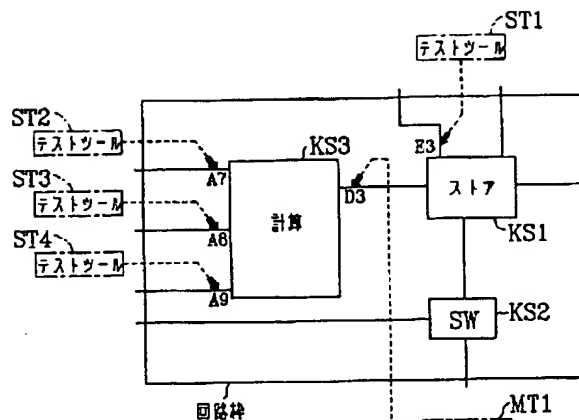 ST1
テストツール
ST2
テストツール
KS3
E3
A7
D3
ストア
ST3
テストツール
計算
A6
KS1
ST4
テストツール
A9
SW
KS2
回路枠
MT1